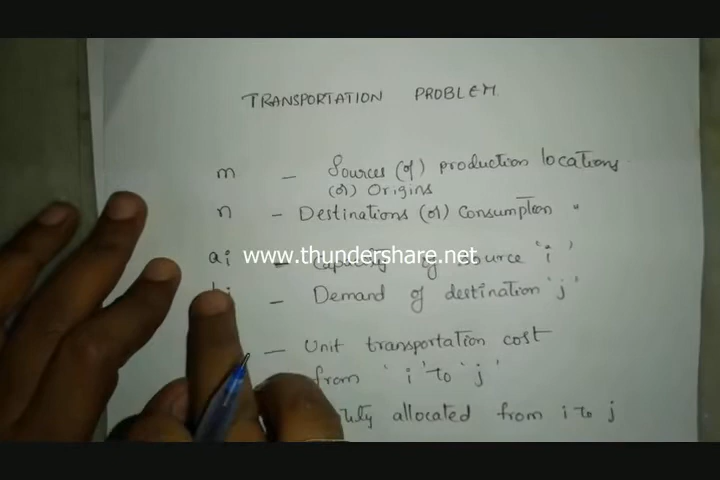 TRANSPORTATION PROBLEM
m - Sources (or) production locations
(or) Origins
n - Destinations (or) Consumption "
ai - Capacity of source 'i'
www.thundershare.net
- Demand of destination 'j'
- Unit transportation cost
from 'i' to 'j'
allocated from i to j